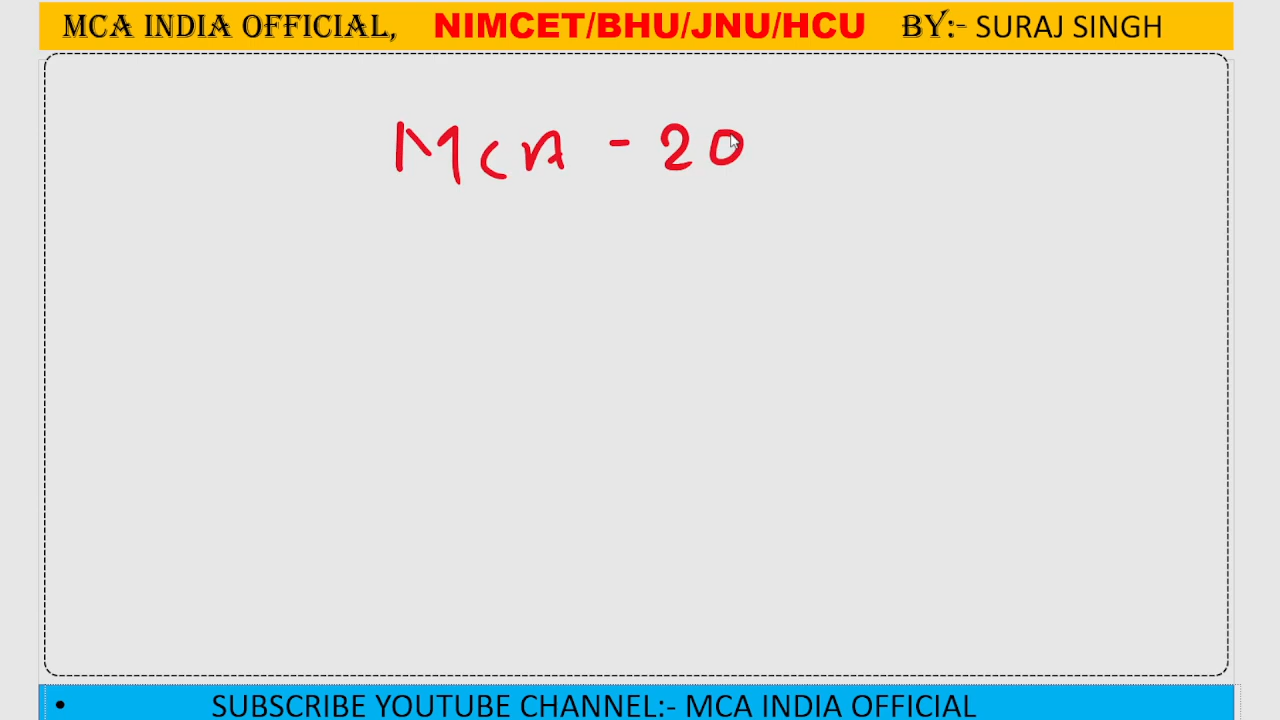 MCA INDIA OFFICIAL, NIMCET/BHU/JNU/HCU BY:- SURAJ SINGH
MCA - 20
• SUBSCRIBE YOUTUBE CHANNEL:- MCA INDIA OFFICIAL